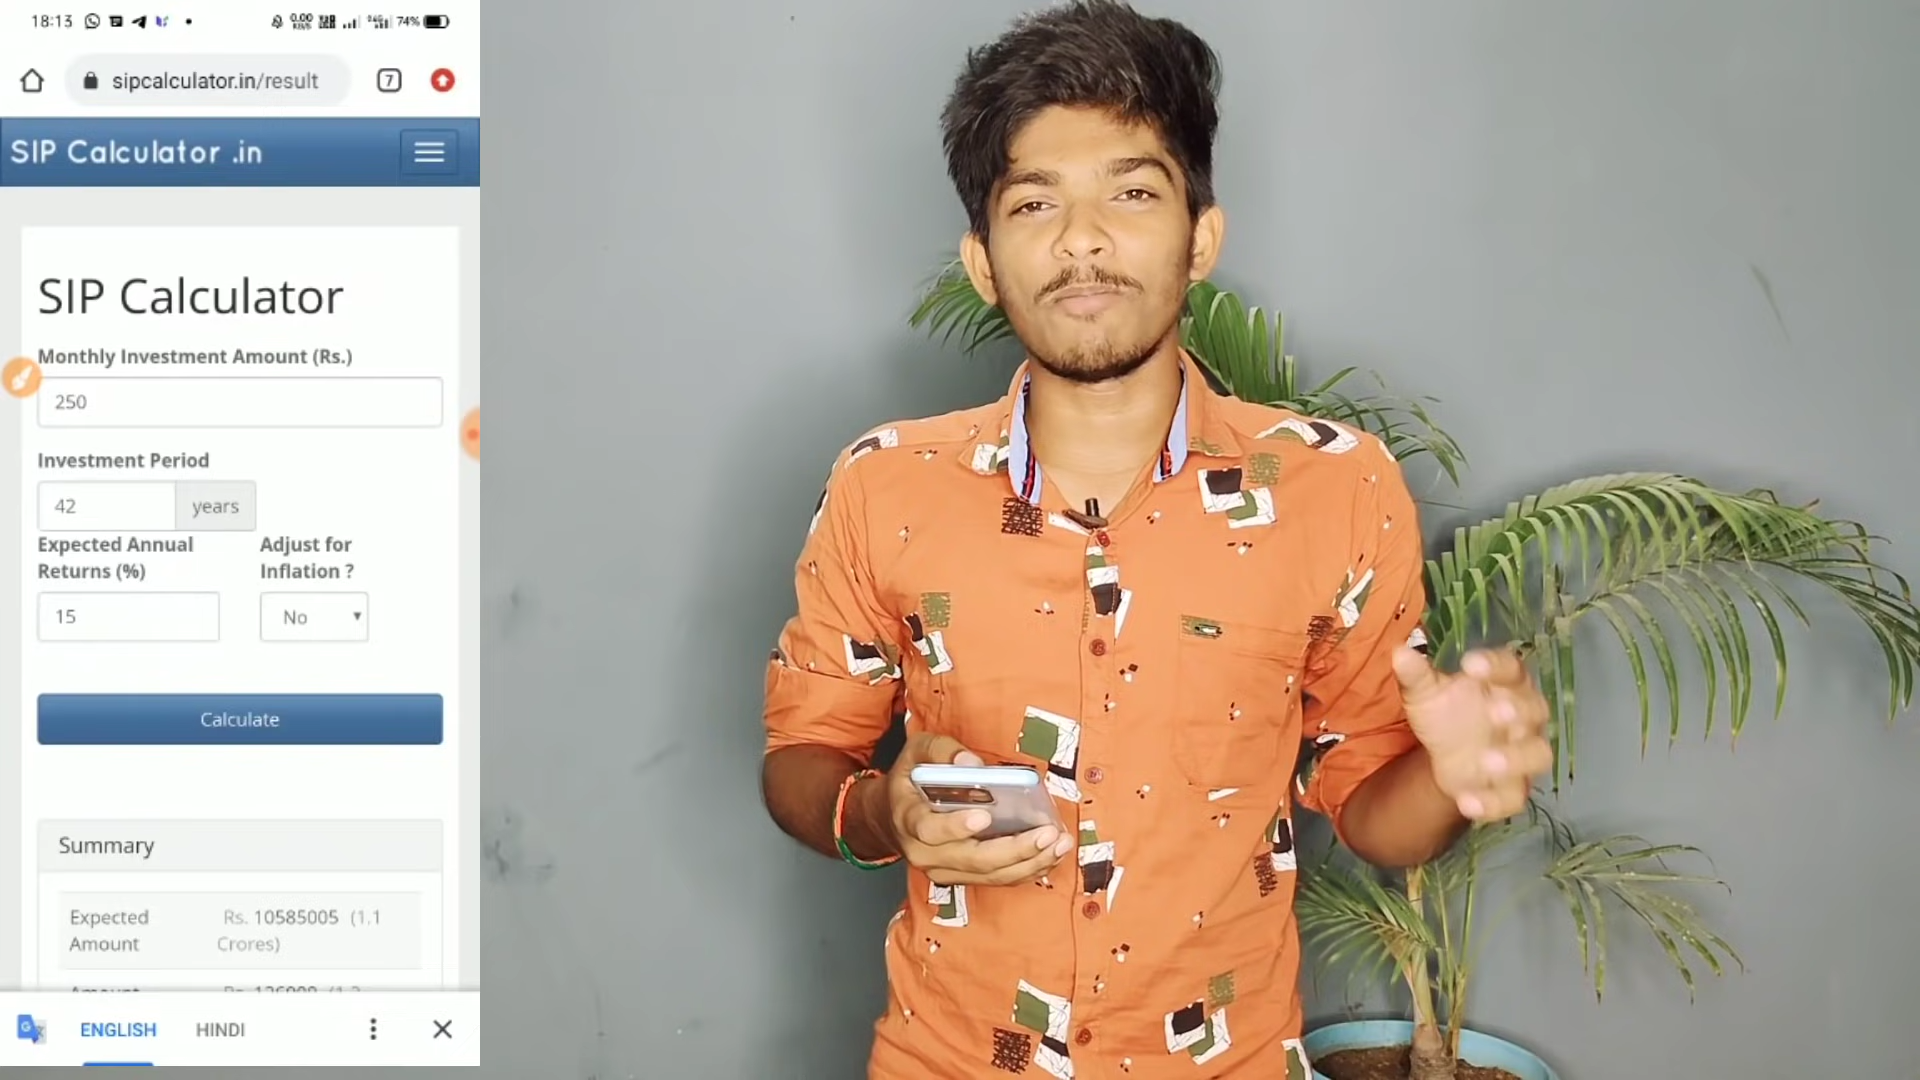 18:13
74%
sipcalculator.in/result
7
SIP Calculator .in
SIP Calculator
Monthly Investment Amount (Rs.)
250
Investment Period
42 years
Expected Annual Returns (%)
Adjust for Inflation ?
15
No
Calculate
Summary
Expected Amount
Rs. 10585005 (1.1 Crores)
Amount
ENGLISH
HINDI